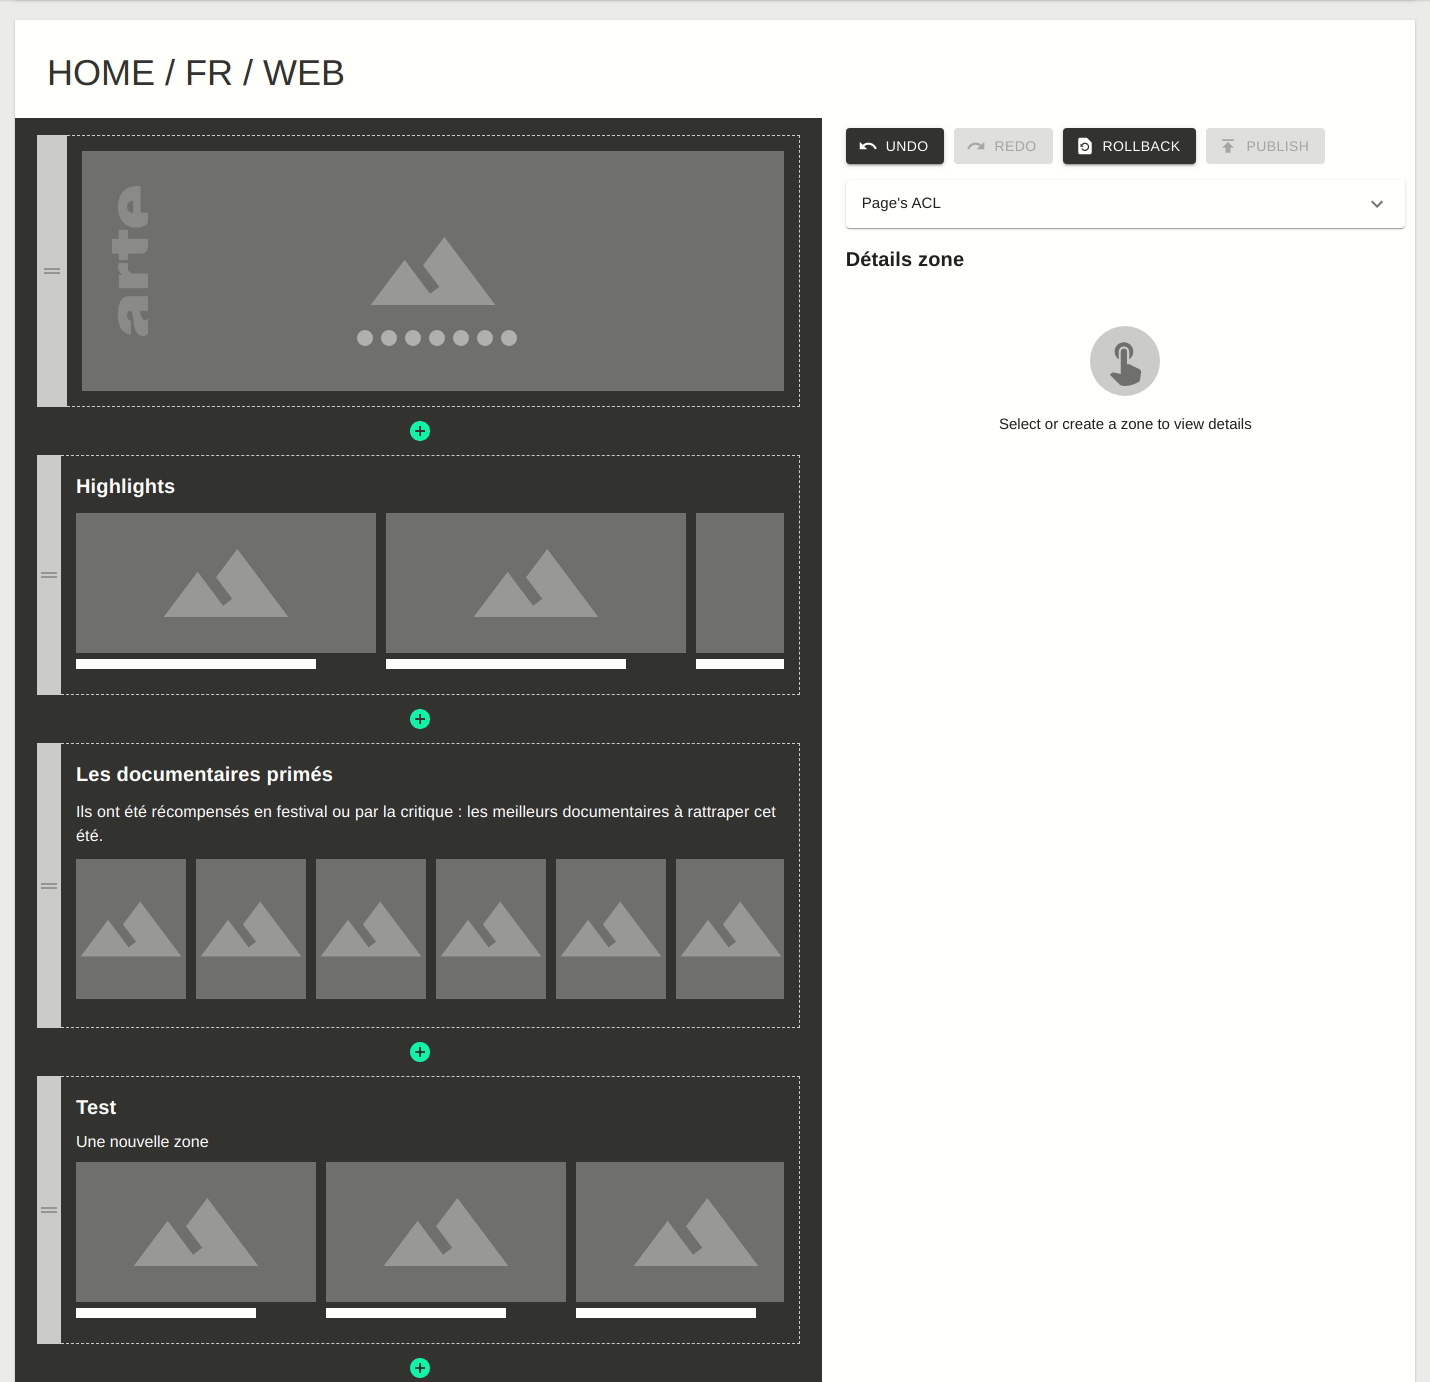 HOME / FR / WEB
arte
UNDO
REDO
ROLLBACK
PUBLISH
Page's ACL
Détails zone
Select or create a zone to view details
Highlights
Les documentaires primés
Ils ont été récompensés en festival ou par la critique : les meilleurs documentaires à rattraper cet
été.
Test
Une nouvelle zone